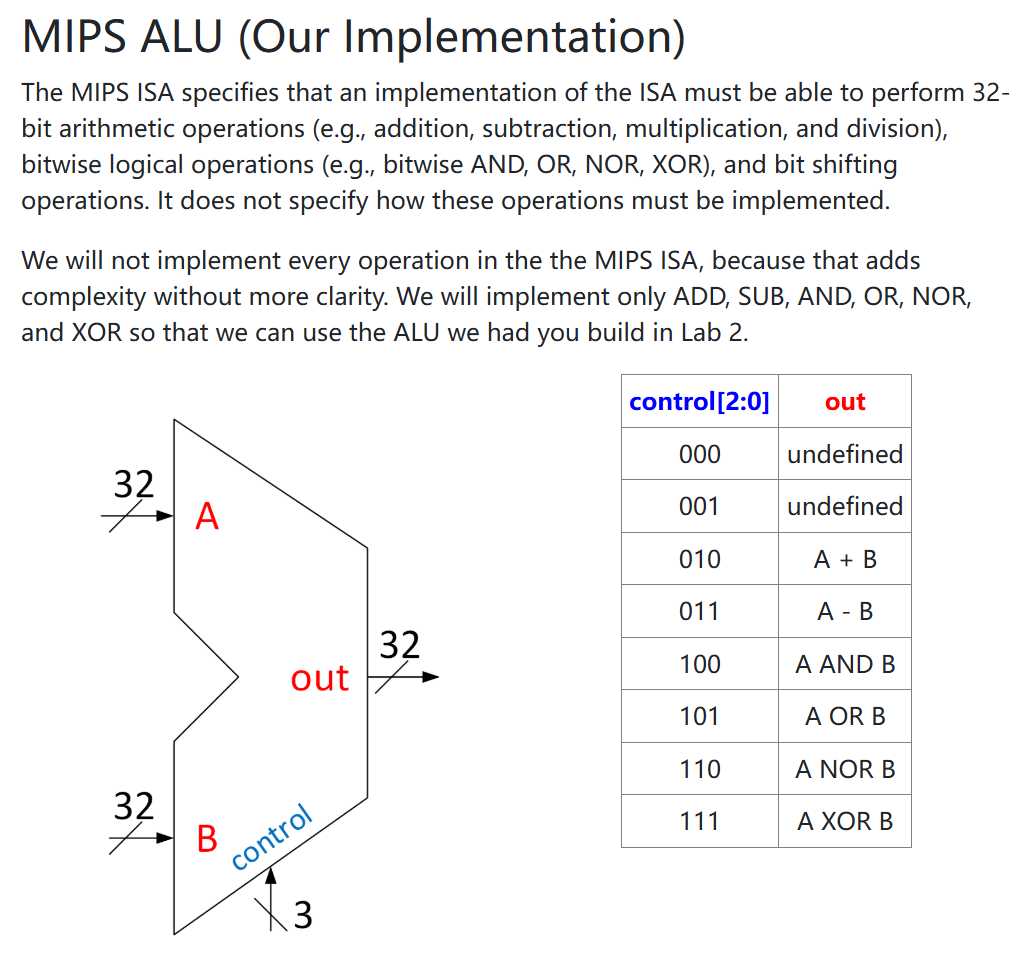 MIPS ALU (Our Implementation)
The MIPS ISA specifies that an implementation of the ISA must be able to perform 32-
bit arithmetic operations (e.g., addition, subtraction, multiplication, and division),
bitwise logical operations (e.g., bitwise AND, OR, NOR, XOR), and bit shifting
operations. It does not specify how these operations must be implemented.
We will not implement every operation in the the MIPS ISA, because that adds
complexity without more clarity. We will implement only ADD, SUB, AND, OR, NOR,
and XOR so that we can use the ALU we had you build in Lab 2.
32
A
32
out
32
B
control
3
control[2:0] out
000 undefined
001 undefined
010 A + B
011 A - B
100 A AND B
101 A OR B
110 A NOR B
111 A XOR B